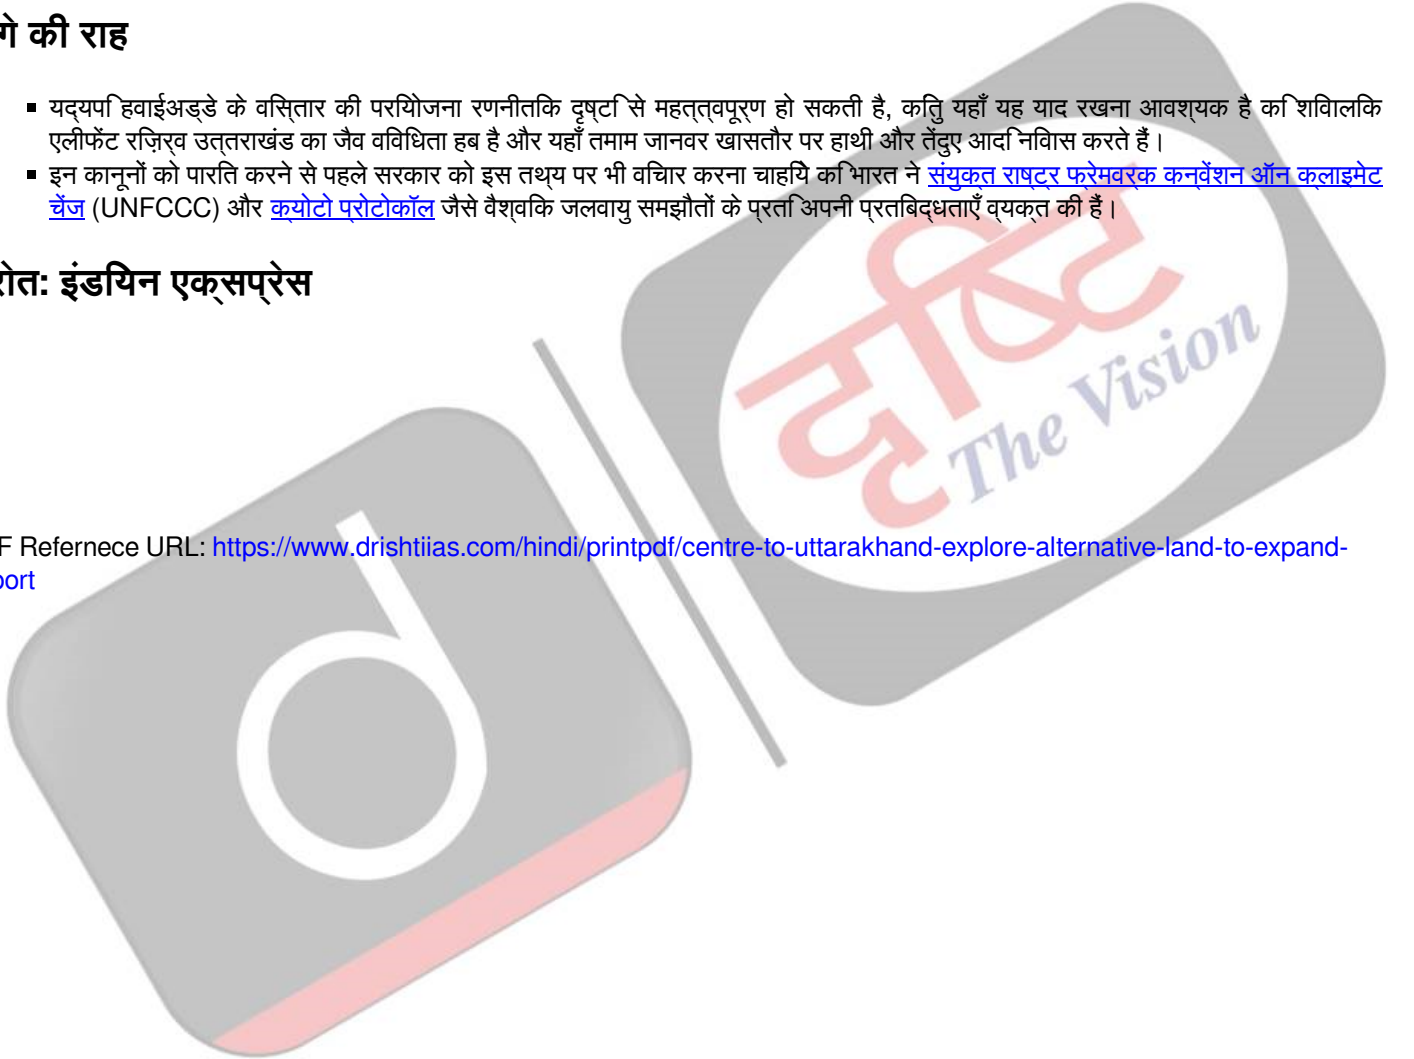 गे की राह
यद्यपि हवाईअड्डे के विस्तार की परियोजना रणनीतिक दृष्टि से महत्त्वपूर्ण हो सकती है, किंतु यहाँ यह याद रखना आवश्यक है कि शिवालिक
एलीफेंट रिज़र्व उत्तराखंड का जैव विविधिता हब है और यहाँ तमाम जानवर खासतौर पर हाथी और तेंदुए आदि निवास करते हैं।
इन कानूनों को पारित करने से पहले सरकार को इस तथ्य पर भी विचार करना चाहिये कि भारत ने संयुक्त राष्ट्र फ्रेमवर्क कन्वेंशन ऑन क्लाइमेट
चेंज (UNFCCC) और क्योटो प्रोटोकॉल जैसे वैश्विक जलवायु समझौतों के प्रति अपनी प्रतिबद्धताएँ व्यक्त की हैं।
रोत: इंडियन एक्सप्रेस
दृष्टि
The Vision
F Refernece URL: https://www.drishtiias.com/hindi/printpdf/centre-to-uttarakhand-explore-alternative-land-to-expand-
port